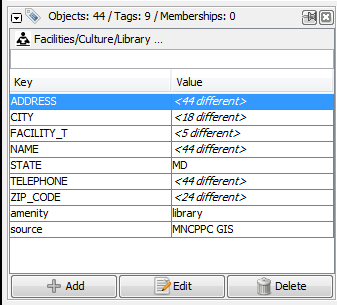 Objects: 44 / Tags: 9 / Memberships: 0
Facilities/Culture/Library ...
Key Value
ADDRESS <44 different>
CITY <18 different>
FACILITY_T <5 different>
NAME <44 different>
STATE MD
TELEPHONE <44 different>
ZIP_CODE <24 different>
amenity library
source MNCPPC GIS
Add Edit Delete